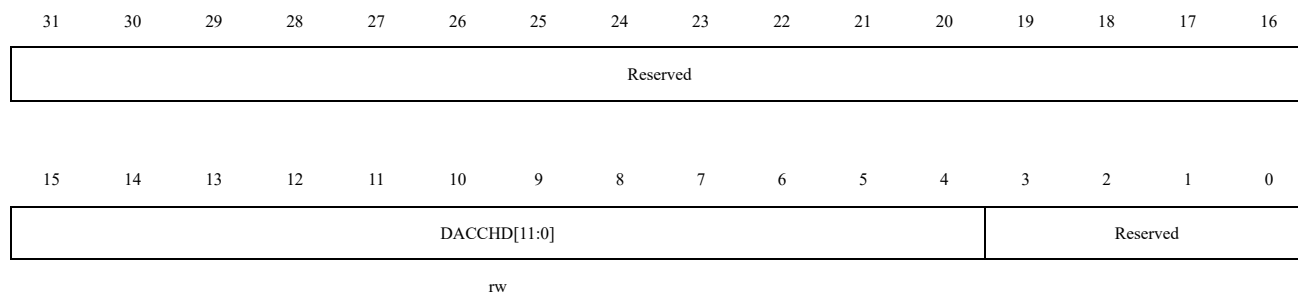 31 30 29 28 27 26 25 24 23 22 21 20 19 18 17 16
Reserved
15 14 13 12 11 10 9 8 7 6 5 4 3 2 1 0
DACCHD[11:0] Reserved
rw